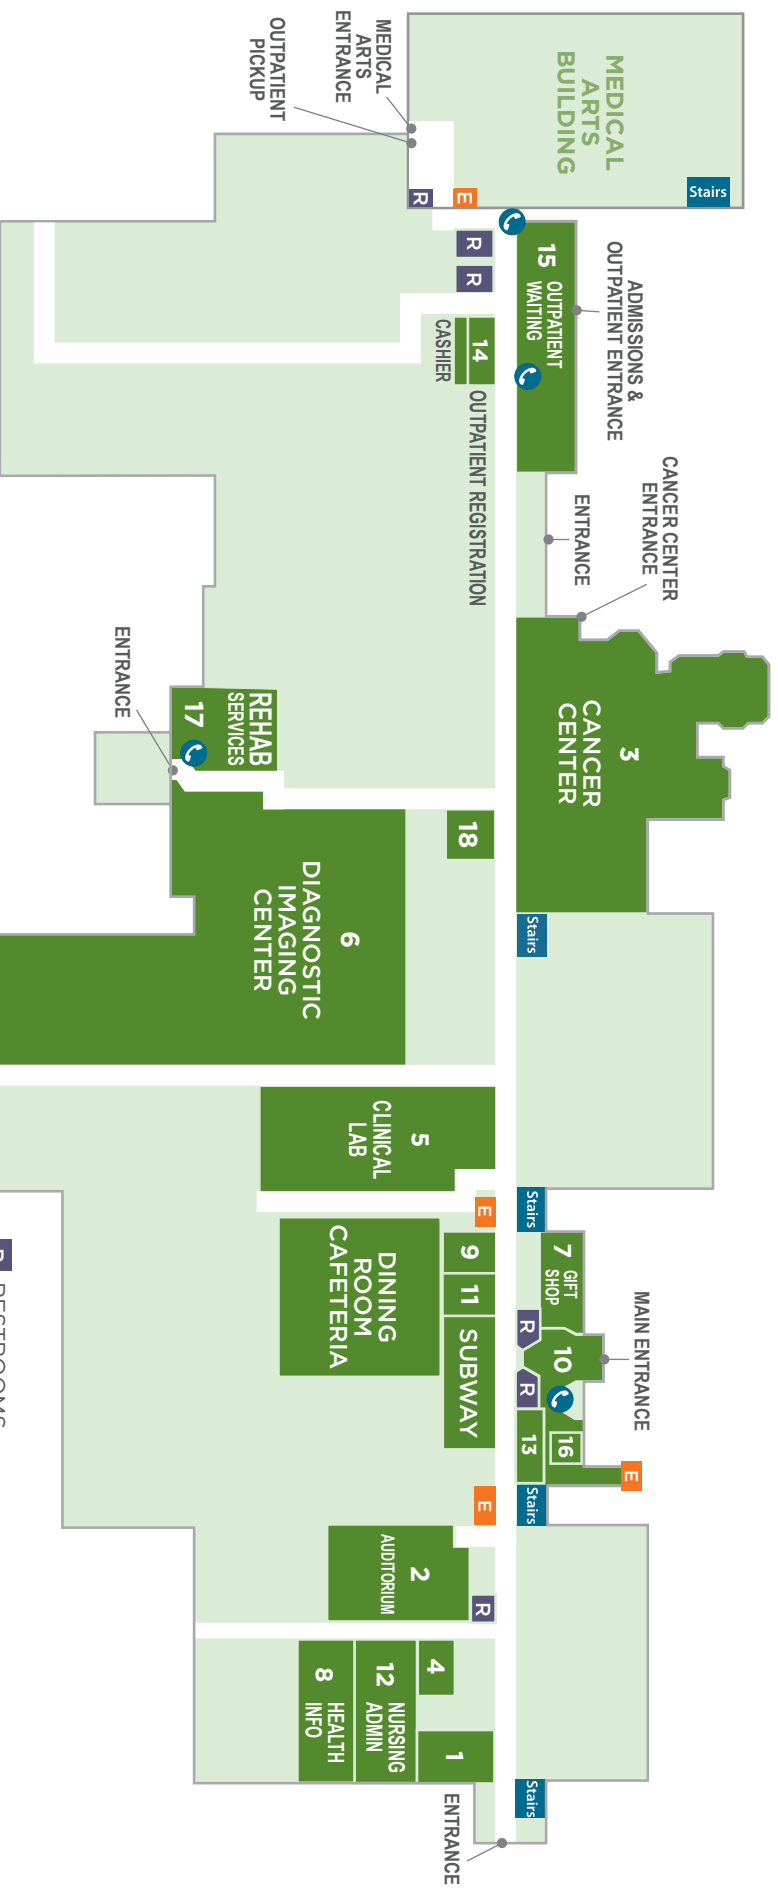 MEDICAL
ARTS
BUILDING
Stairs
MEDICAL
ARTS
ENTRANCE
OUTPATIENT
PICKUP
R
E
R
R
15 OUTPATIENT
WAITING
ADMISSIONS &
OUTPATIENT ENTRANCE
14
CASHIER
OUTPATIENT REGISTRATION
ENTRANCE
CANCER CENTER
ENTRANCE
3
CANCER
CENTER
REHAB
SERVICES
17
ENTRANCE
18
6
DIAGNOSTIC
IMAGING
CENTER
Stairs
5
CLINICAL
LAB
Stairs
E
7 GIFT
SHOP
9
11
SUBWAY
DINING
ROOM
CAFETERIA
MAIN ENTRANCE
R
10
R
13
16
E
Stairs
E
2
AUDITORIUM
R
4
12 NURSING
ADMIN
8 HEALTH
INFO
1
Stairs
ENTRANCE
R RESTROOMS